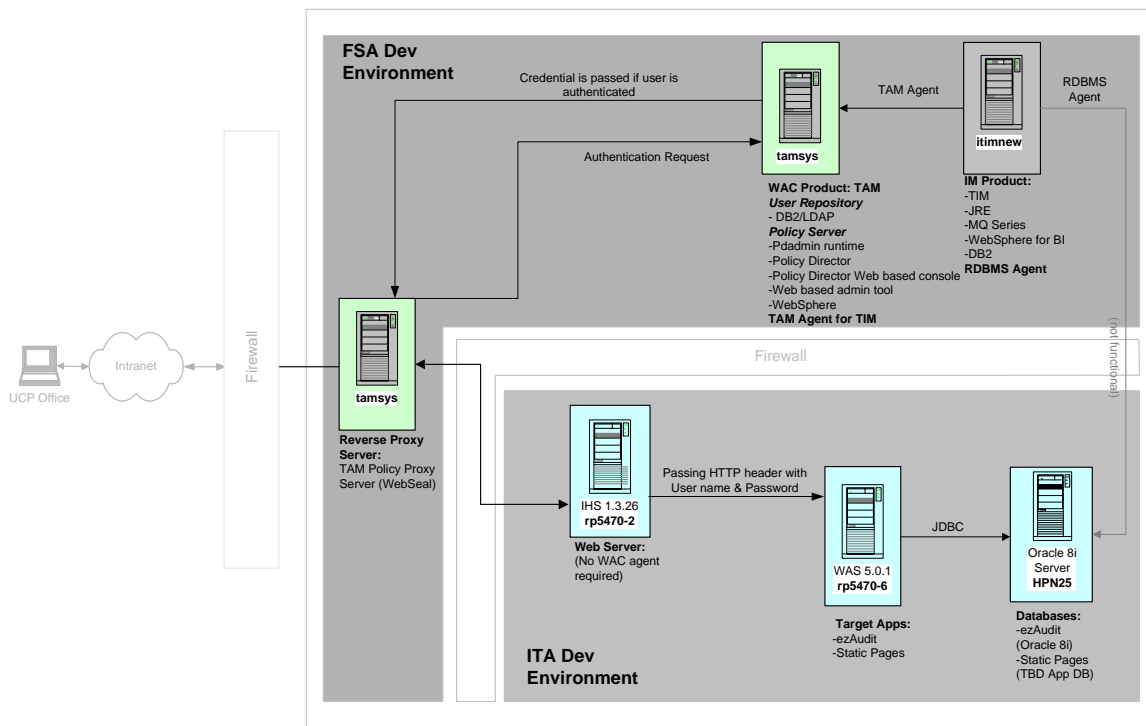 FSA Dev
Environment
Credential is passed if user is
authenticated
Authentication Request
TAM Agent
RDBMS
Agent
tamsys
itimnew
WAC Product: TAM
User Repository
- DB2/LDAP
Policy Server
-Pdadmin runtime
-Policy Director
-Policy Director Web based console
-Web based admin tool
-WebSphere
TAM Agent for TIM
IM Product:
-TIM
-JRE
-MQ Series
-WebSphere for BI
-DB2
RDBMS Agent
(not functional)
UCP Office
Intranet
Firewall
tamsys
Reverse Proxy
Server:
TAM Policy Proxy
Server (WebSeal)
Firewall
IHS 1.3.26
rp5470-2
Web Server:
(No WAC agent
required)
Passing HTTP header with
User name & Password
WAS 5.0.1
rp5470-6
Target Apps:
-ezAudit
-Static Pages
JDBC
Oracle 8i
Server
HPN25
Databases:
-ezAudit
(Oracle 8i)
-Static Pages
(TBD App DB)
ITA Dev
Environment